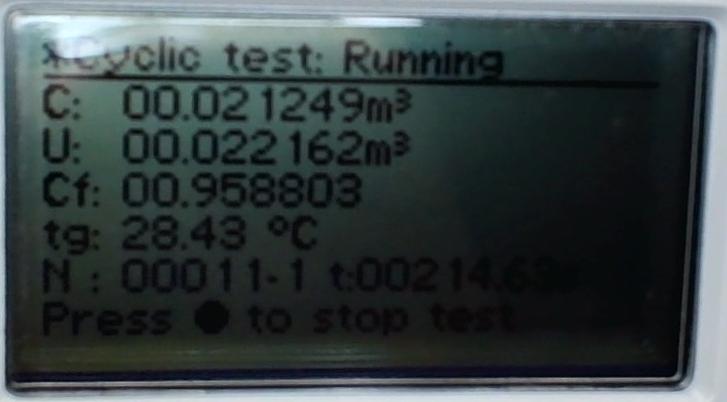 *Cyclic test: Running
C: 00.021249m³
U: 00.022162m³
Cf: 00.958803
tg: 28.43 °C
N : 00011-1 t:00214.63s
Press ● to stop test